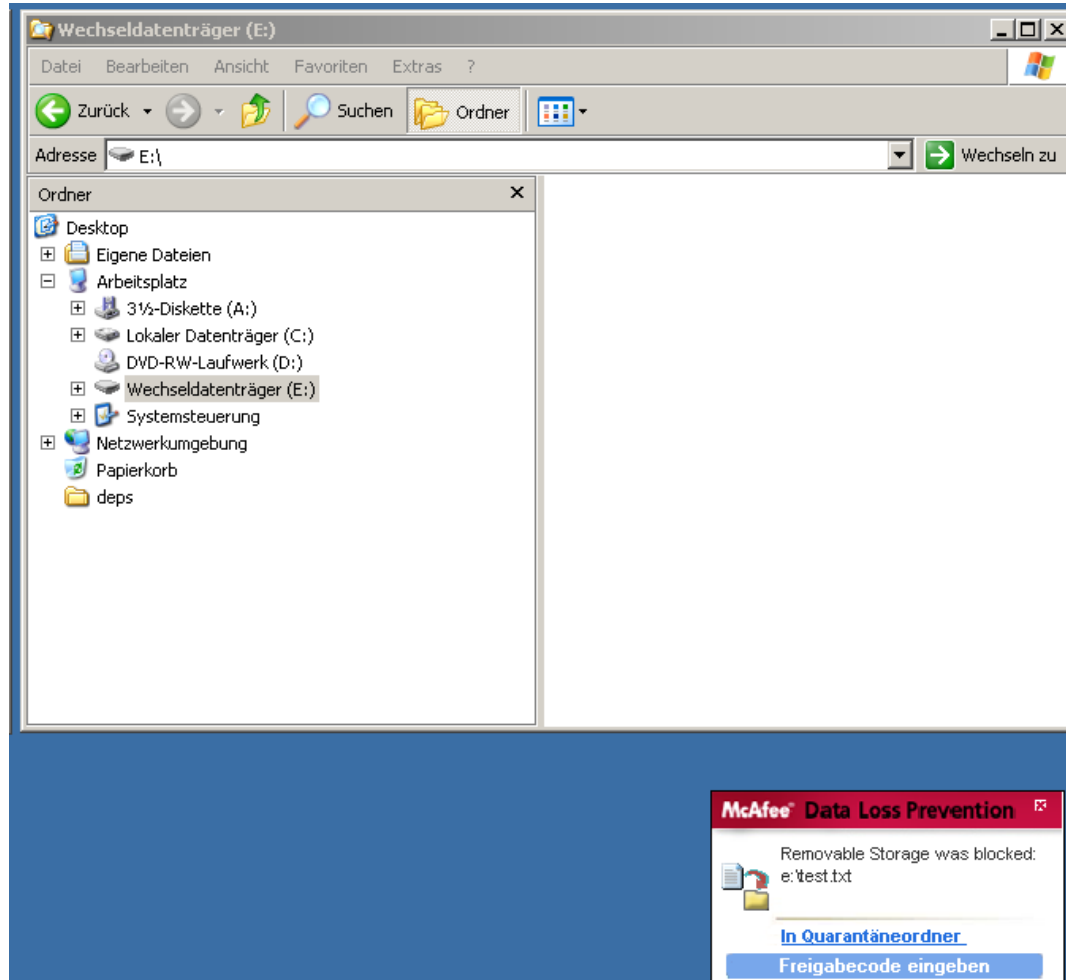 Wechseldatenträger (E:)
Datei Bearbeiten Ansicht Favoriten Extras ?
Zurück Suchen Ordner
Adresse E:\ Wechseln zu
Ordner
Desktop
Eigene Dateien
Arbeitsplatz
3½-Diskette (A:)
Lokaler Datenträger (C:)
DVD-RW-Laufwerk (D:)
Wechseldatenträger (E:)
Systemsteuerung
Netzwerkumgebung
Papierkorb
deps
McAfee® Data Loss Prevention
Removable Storage was blocked:
e:\test.txt
In Quarantäneordner
Freigabecode eingeben